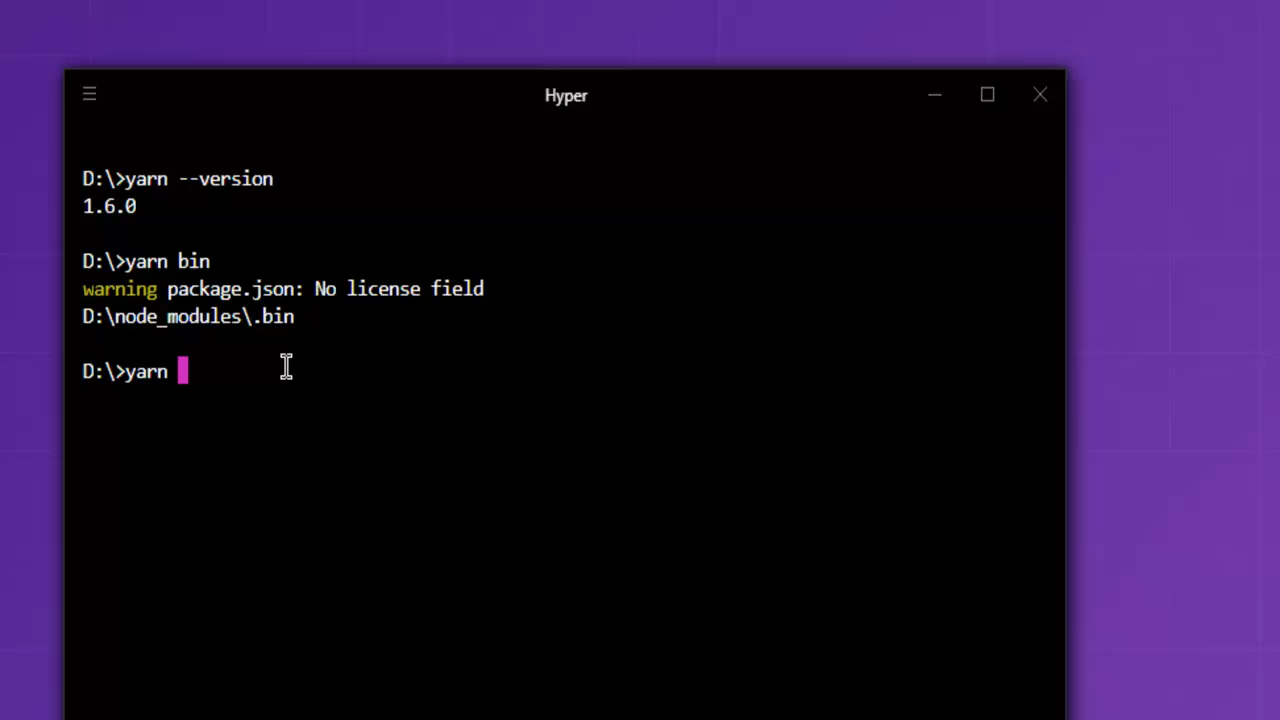 Hyper
D:\>yarn --version
1.6.0
D:\>yarn bin
warning package.json: No license field
D:\node_modules\.bin
D:\>yarn